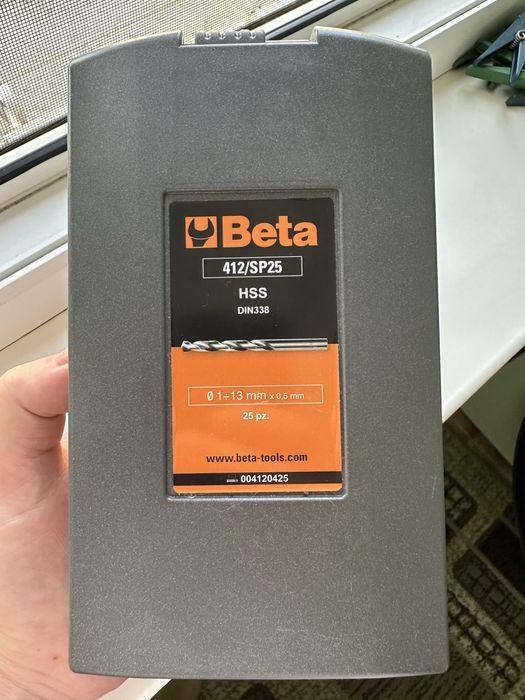 Beta
412/SP25
HSS
DIN338
Ø 1÷13 mm x 0,5 mm
25 pz.
www.beta-tools.com
004120425